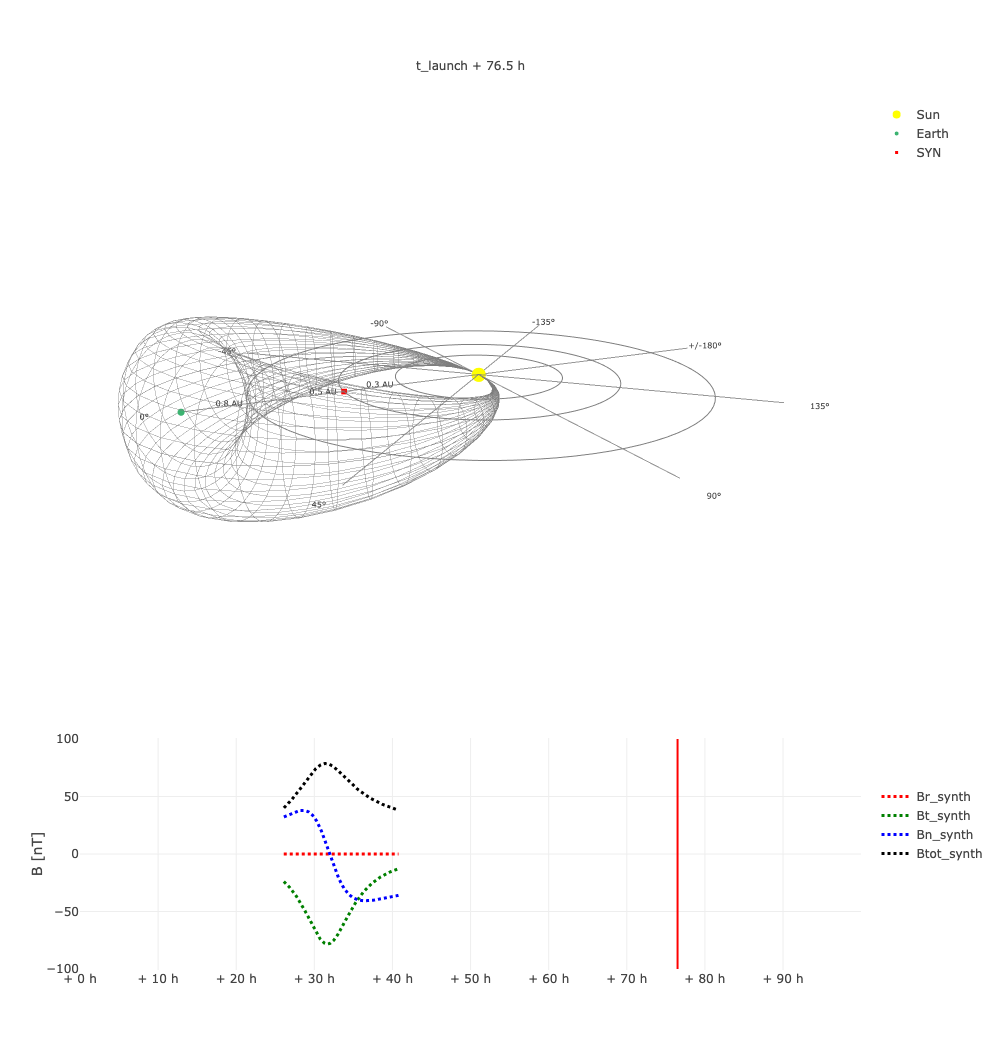 t_launch + 76.5 h
Sun
Earth
SYN
-90°
-135°
+/-180°
-45°
0.5 AU
0.3 AU
0.8 AU
0°
135°
45°
90°
100
50
0
−50
−100
B [nT]
+ 0 h
+ 10 h
+ 20 h
+ 30 h
+ 40 h
+ 50 h
+ 60 h
+ 70 h
+ 80 h
+ 90 h
Br_synth
Bt_synth
Bn_synth
Btot_synth